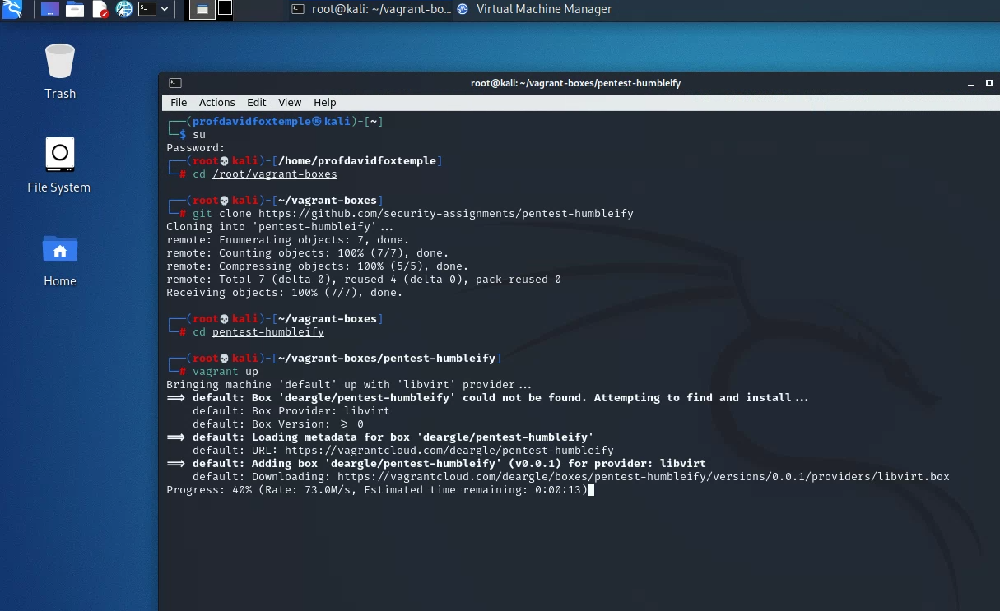 root@kali: ~/vagrant-bo...
Virtual Machine Manager
Trash
File System
Home
root@kali: ~/vagrant-boxes/pentest-humbleify
File Actions Edit View Help
┌──(profdavidfoxtemple㉿kali)-[~]
└─$ su
Password:
┌──(root💀kali)-[/home/profdavidfoxtemple]
└─# cd /root/vagrant-boxes
┌──(root💀kali)-[~/vagrant-boxes]
└─# git clone https://github.com/security-assignments/pentest-humbleify
Cloning into 'pentest-humbleify'...
remote: Enumerating objects: 7, done.
remote: Counting objects: 100% (7/7), done.
remote: Compressing objects: 100% (5/5), done.
remote: Total 7 (delta 0), reused 4 (delta 0), pack-reused 0
Receiving objects: 100% (7/7), done.
┌──(root💀kali)-[~/vagrant-boxes]
└─# cd pentest-humbleify
┌──(root💀kali)-[~/vagrant-boxes/pentest-humbleify]
└─# vagrant up
Bringing machine 'default' up with 'libvirt' provider...
==> default: Box 'deargle/pentest-humbleify' could not be found. Attempting to find and install...
default: Box Provider: libvirt
default: Box Version: >= 0
==> default: Loading metadata for box 'deargle/pentest-humbleify'
default: URL: https://vagrantcloud.com/deargle/pentest-humbleify
==> default: Adding box 'deargle/pentest-humbleify' (v0.0.1) for provider: libvirt
default: Downloading: https://vagrantcloud.com/deargle/boxes/pentest-humbleify/versions/0.0.1/providers/libvirt.box
Progress: 40% (Rate: 73.0M/s, Estimated time remaining: 0:00:13)